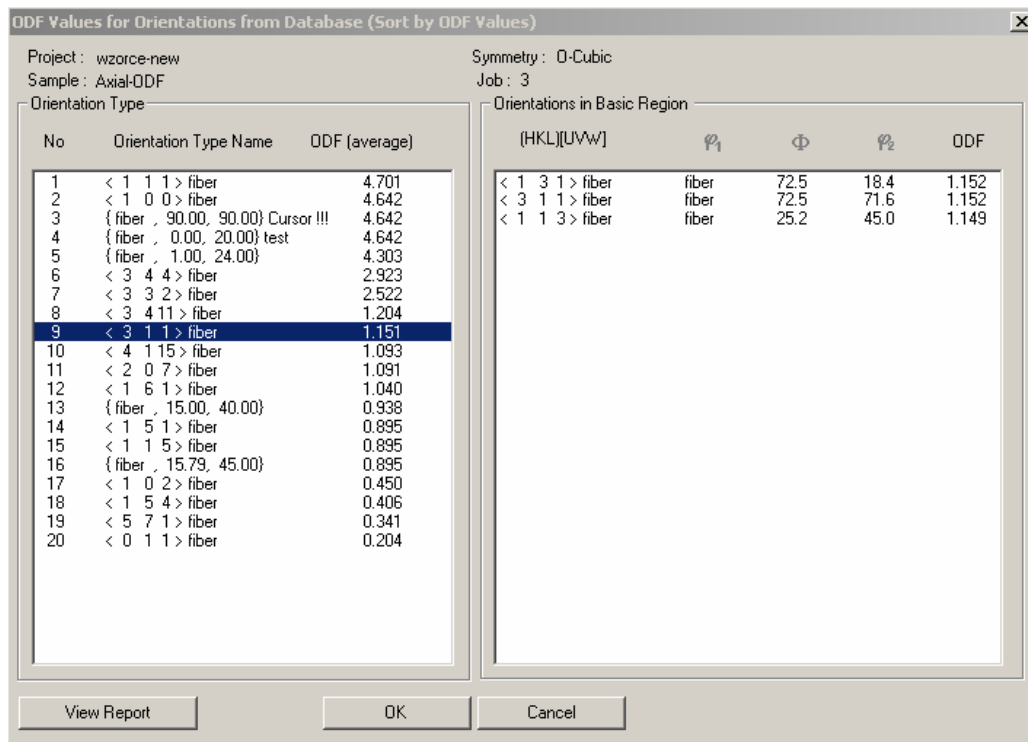 ODF Values for Orientations from Database (Sort by ODF Values)
Project : wzorce-new
Symmetry : O-Cubic
Sample : Axial-ODF
Job : 3
Orientation Type
No Orientation Type Name ODF (average)
1 < 1 1 1 > fiber 4.701
2 < 1 0 0 > fiber 4.642
3 { fiber , 90.00, 90.00} Cursor !!! 4.642
4 { fiber , 0.00, 20.00} test 4.642
5 { fiber , 1.00, 24.00} 4.303
6 < 3 4 4 > fiber 2.923
7 < 3 3 2 > fiber 2.522
8 < 3 4 11 > fiber 1.204
9 < 3 1 1 > fiber 1.151
10 < 4 1 15 > fiber 1.093
11 < 2 0 7 > fiber 1.091
12 < 1 6 1 > fiber 1.040
13 { fiber , 15.00, 40.00} 0.938
14 < 1 5 1 > fiber 0.895
15 < 1 1 5 > fiber 0.895
16 { fiber , 15.79, 45.00} 0.895
17 < 1 0 2 > fiber 0.450
18 < 1 5 4 > fiber 0.406
19 < 5 7 1 > fiber 0.341
20 < 0 1 1 > fiber 0.204
Orientations in Basic Region
(HKL)[UVW] φ1 Φ φ2 ODF
< 1 3 1 > fiber fiber 72.5 18.4 1.152
< 3 1 1 > fiber fiber 72.5 71.6 1.152
< 1 1 3 > fiber fiber 25.2 45.0 1.149
View Report
OK
Cancel